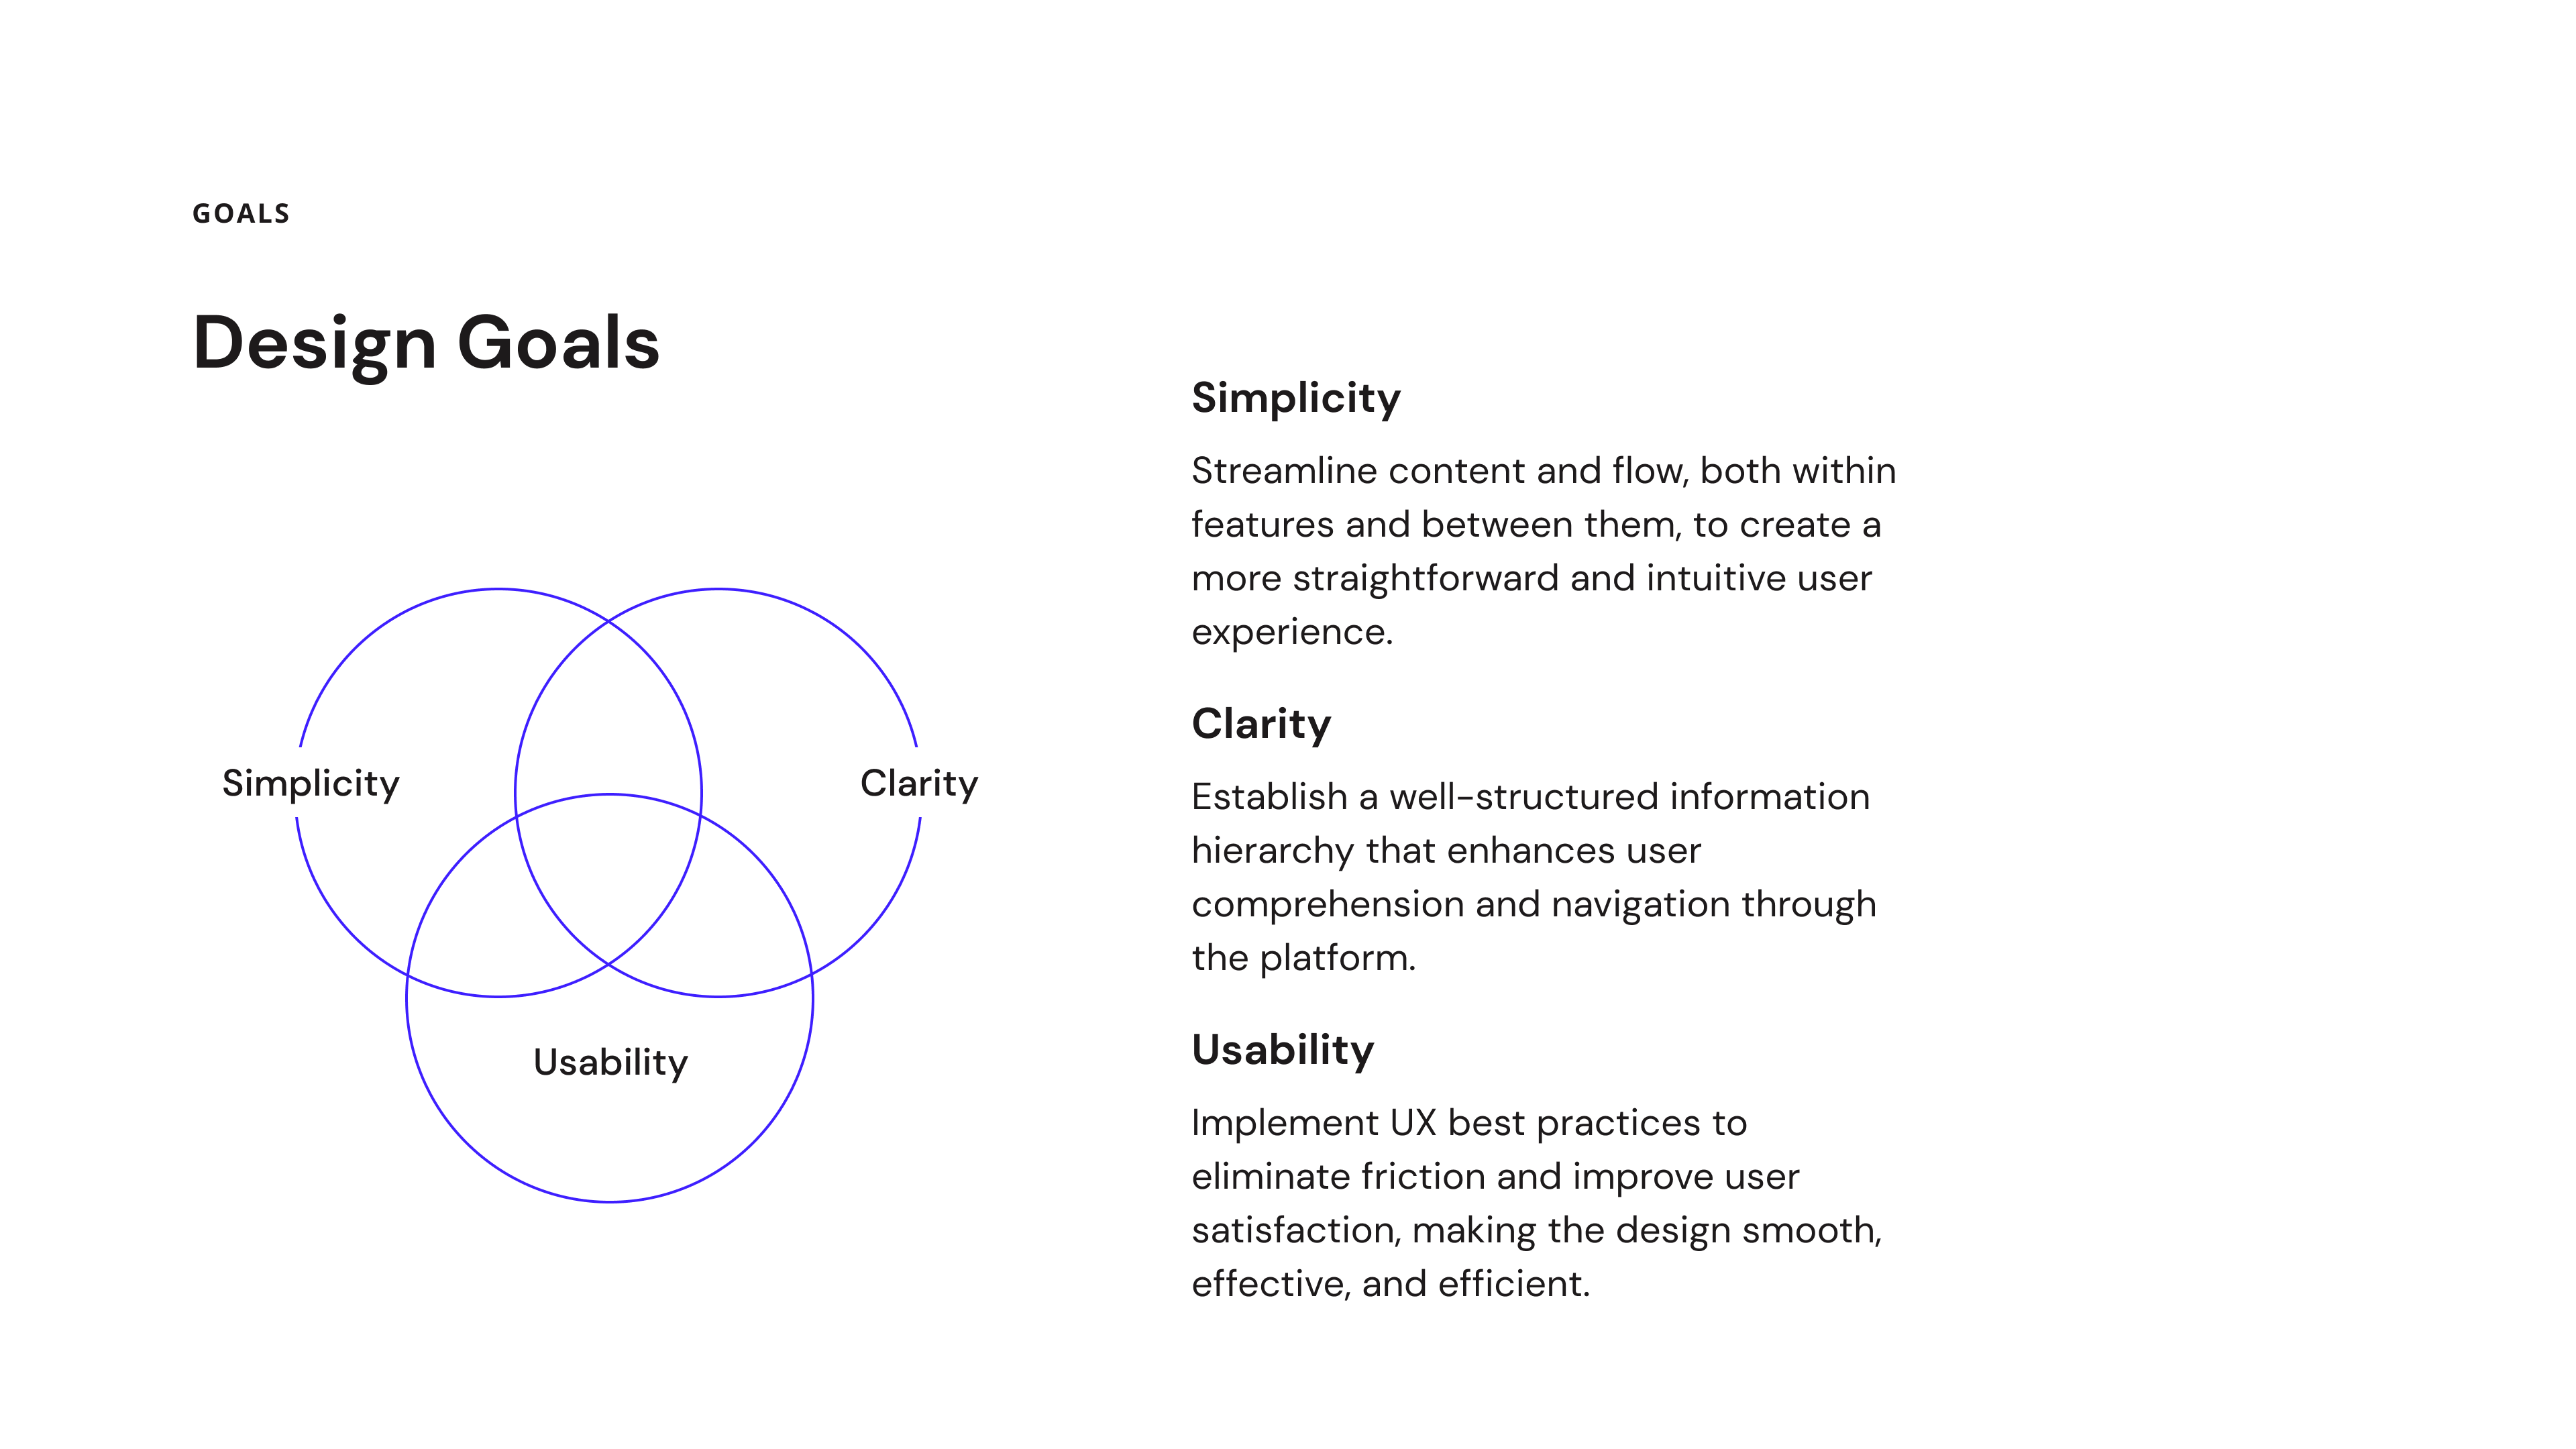 GOALS
Design Goals
Simplicity
Clarity
Usability
Simplicity
Streamline content and flow, both within
features and between them, to create a
more straightforward and intuitive user
experience.
Clarity
Establish a well-structured information
hierarchy that enhances user
comprehension and navigation through
the platform.
Usability
Implement UX best practices to
eliminate friction and improve user
satisfaction, making the design smooth,
effective, and efficient.